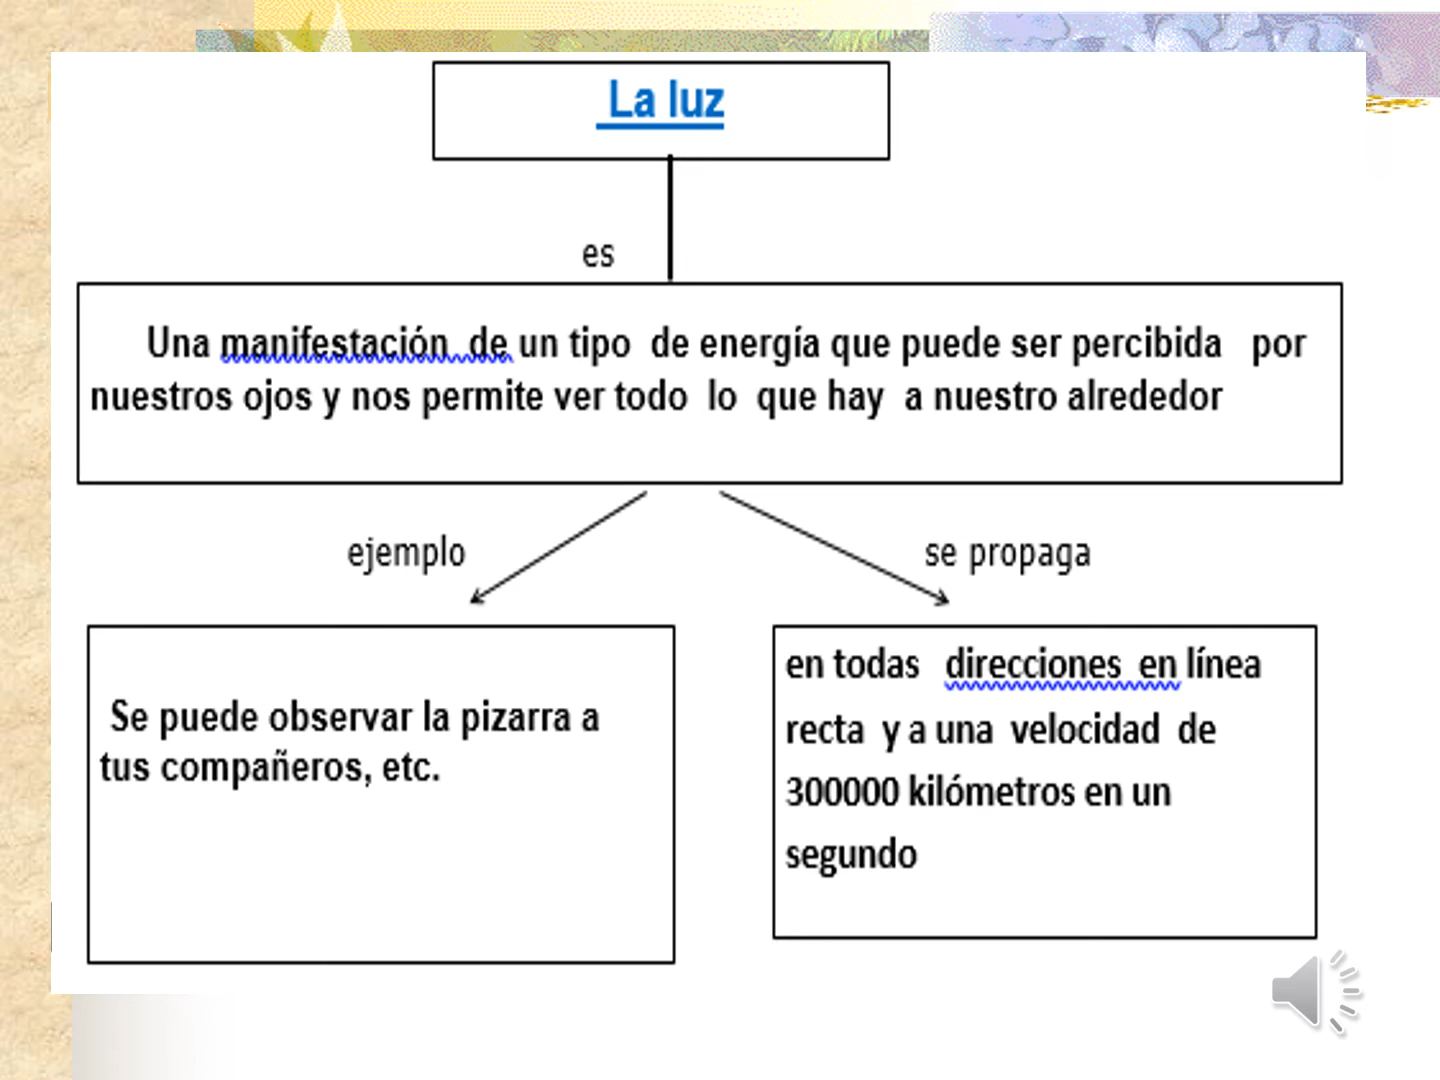 La luz
es
Una manifestación de un tipo de energía que puede ser percibida por
nuestros ojos y nos permite ver todo lo que hay a nuestro alrededor
ejemplo
se propaga
Se puede observar la pizarra a
tus compañeros, etc.
en todas direcciones en línea
recta y a una velocidad de
300000 kilómetros en un
segundo